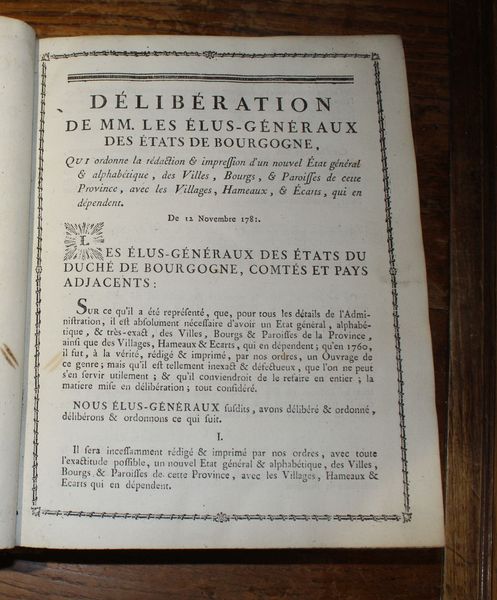 DÉLIBÉRATION
DE MM. LES ÉLUS-GÉNÉRAUX
DES ÉTATS DE BOURGOGNE,
QUI ordonne la rédaction & impression d'un nouvel État général
& alphabétique, des Villes, Bourgs, & Paroisses de cette
Province, avec les Villages, Hameaux, & Écarts, qui en
dépendent.
De 12 Novembre 1781.
LES ÉLUS-GÉNÉRAUX DES ÉTATS DU
DUCHÉ DE BOURGOGNE, COMTÉS ET PAYS
ADJACENTS :
SUR ce qu'il a été représenté, que, pour tous les détails de l'Admi-
nistration, il est absolument nécessaire d'avoir un Etat général, alphabé-
tique, & très-exact, des Villes, Bourgs & Paroisses de la Province,
ainsi que des Villages, Hameaux & Ecarts, qui en dépendent ; qu'en 1760,
il fut, à la vérité, rédigé & imprimé, par nos ordres, un Ouvrage de
ce genre ; mais qu'il est tellement inexact & défectueux, que l'on ne peut
s'en servir utilement ; & qu'il conviendroit de le refaire en entier ; la
matiere mise en délibération ; tout considéré.
NOUS ÉLUS-GÉNÉRAUX susdits, avons délibéré & ordonné,
délibérons & ordonnons ce qui suit.
I.
Il sera incessamment rédigé & imprimé par nos ordres, avec toute
l'exactitude possible, un nouvel Etat général & alphabétique, des Villes,
Bourgs & Paroisses de cette Province, avec les Villages, Hameaux &
Ecarts qui en dépendent.